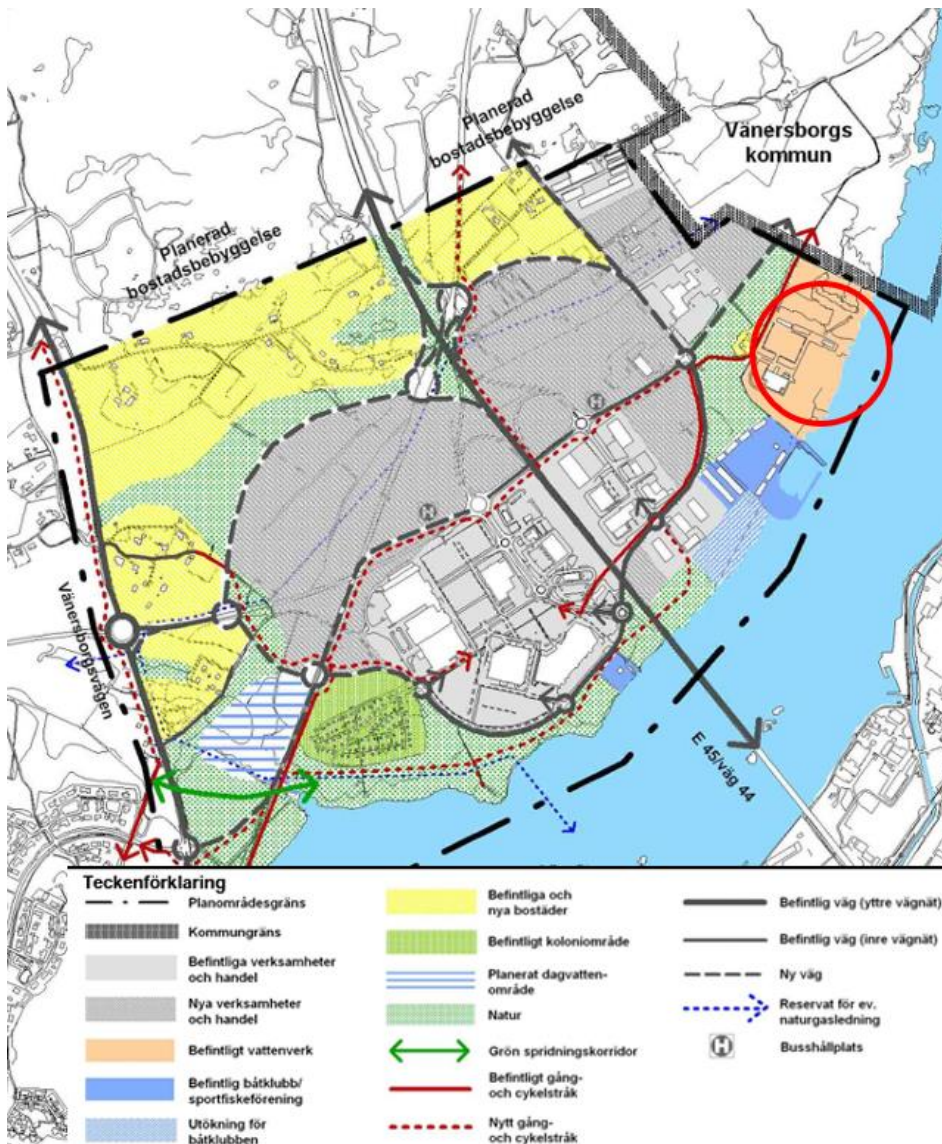 Planerad
bostadsbebyggelse
Vänersborgs
kommun
Planerad
bostadsbebyggelse
H
H
Vänersborgsvägen
E 45/väg 44
Teckenförklaring
Planområdesgräns
Kommungräns
Befintliga verksamheter
och handel
Nya verksamheter
och handel
Befintligt vattenverk
Befintlig båtklubb/
sportfiskeförening
Utökning för
båtklubben
Befintliga och
nya bostäder
Befintligt koloniområde
Planerat dagvatten-
område
Natur
Grön spridningskorridor
Befintligt gång-
och cykelstråk
Nytt gång-
och cykelstråk
Befintlig väg (yttre vägnät)
Befintlig väg (inre vägnät)
Ny väg
Reservat för ev.
naturgasledning
H
Busshållplats